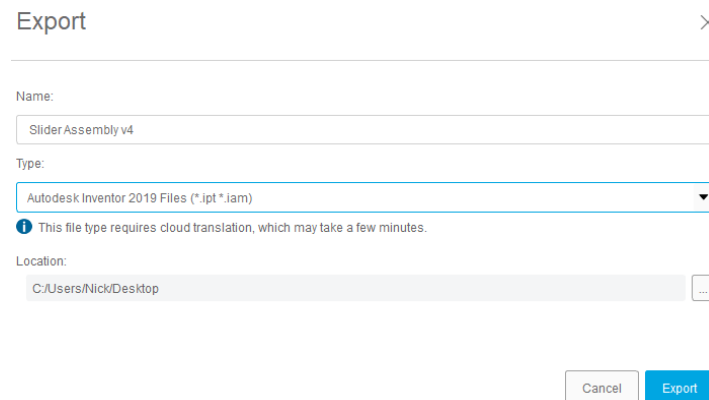 Export
Name:
Slider Assembly v4
Type:
Autodesk Inventor 2019 Files (*.ipt *.iam)
This file type requires cloud translation, which may take a few minutes.
Location:
C:/Users/Nick/Desktop
...
Cancel
Export